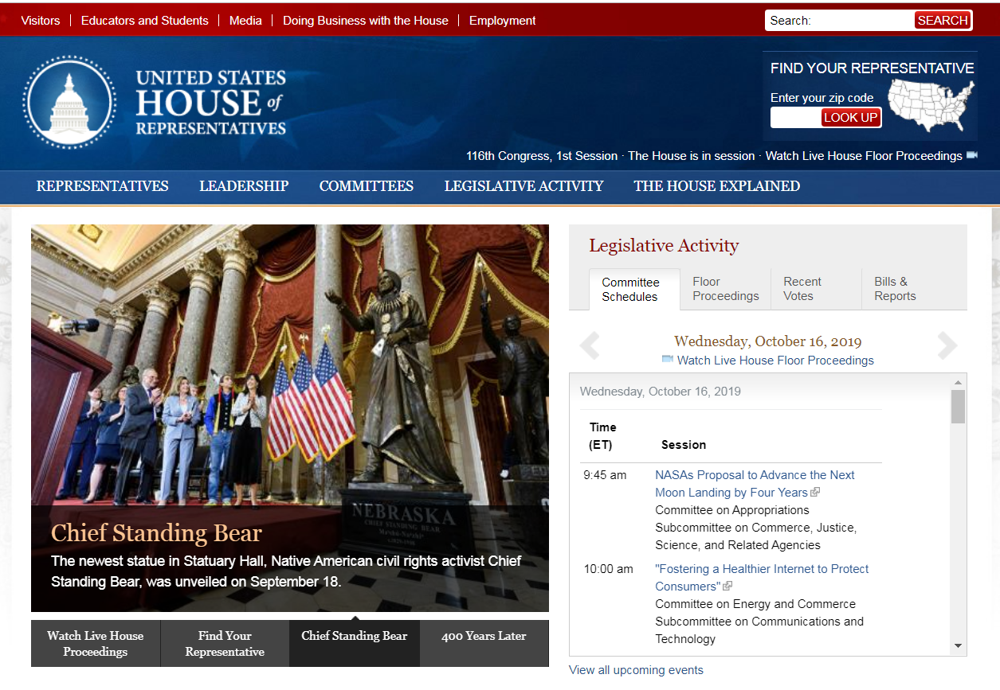 Visitors | Educators and Students | Media | Doing Business with the House | Employment
Search: SEARCH
UNITED STATES
HOUSE of
REPRESENTATIVES
FIND YOUR REPRESENTATIVE
Enter your zip code
LOOK UP
116th Congress, 1st Session · The House is in session · Watch Live House Floor Proceedings
REPRESENTATIVES LEADERSHIP COMMITTEES LEGISLATIVE ACTIVITY THE HOUSE EXPLAINED
NEBRASKA
CHIEF STANDING BEAR
Chief Standing Bear
The newest statue in Statuary Hall, Native American civil rights activist Chief
Standing Bear, was unveiled on September 18.
Watch Live House
Proceedings
Find Your
Representative
Chief Standing Bear
400 Years Later
Legislative Activity
Committee
Schedules
Floor
Proceedings
Recent
Votes
Bills &
Reports
Wednesday, October 16, 2019
Watch Live House Floor Proceedings
Wednesday, October 16, 2019
Time
(ET)
Session
9:45 am
NASAs Proposal to Advance the Next
Moon Landing by Four Years
Committee on Appropriations
Subcommittee on Commerce, Justice,
Science, and Related Agencies
10:00 am
"Fostering a Healthier Internet to Protect
Consumers"
Committee on Energy and Commerce
Subcommittee on Communications and
Technology
View all upcoming events